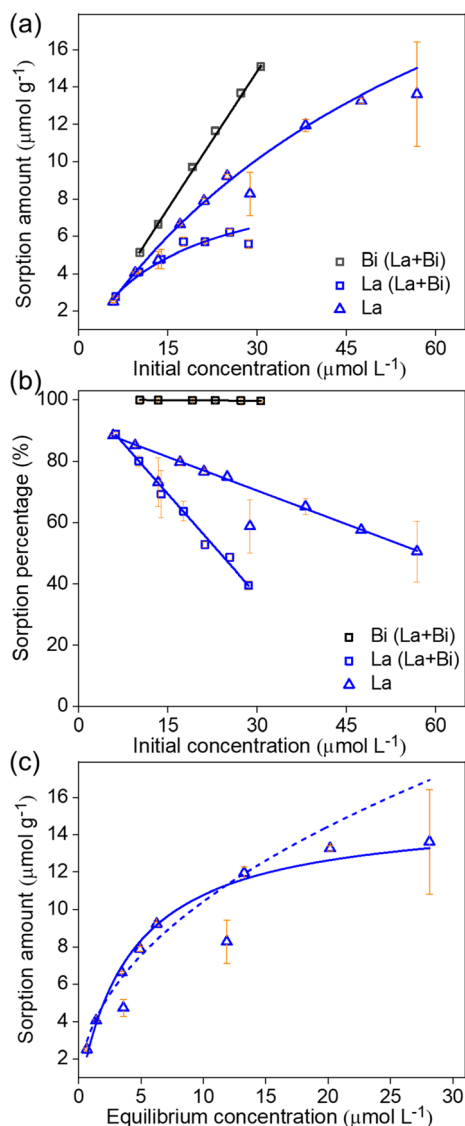 (a)
16
14
12
10
8
6
4
2
Sorption amount (μmol g⁻¹)
Bi (La+Bi)
La (La+Bi)
La
0 15 30 45 60
Initial concentration (μmol L⁻¹)
(b)
100
80
60
40
20
0
Sorption percentage (%)
Bi (La+Bi)
La (La+Bi)
La
0 15 30 45 60
Initial concentration (μmol L⁻¹)
(c)
16
14
12
10
8
6
4
2
Sorption amount (μmol g⁻¹)
0 5 10 15 20 25 30
Equilibrium concentration (μmol L⁻¹)